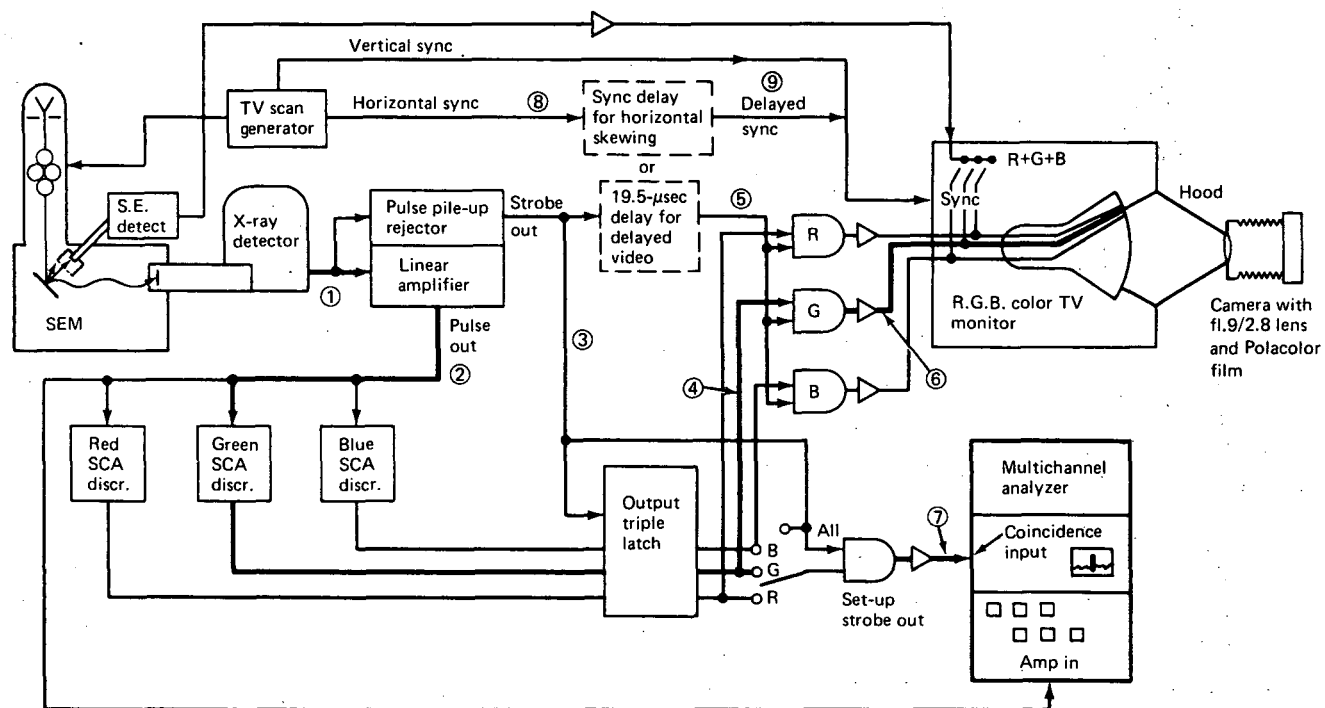 Vertical sync
TV scan
generator
Horizontal sync
⑧
Sync delay
for horizontal
skewing
⑨
Delayed
sync
or
S.E.
detect
X-ray
detector
SEM
①
Pulse pile-up
rejector
Linear
amplifier
Strobe
out
19.5-μsec
delay for
delayed
video
⑤
Pulse
out
②
③
④
R
G
B
⑥
R+G+B
Sync
R.G.B. color TV
monitor
Hood
Camera with
fl.9/2.8 lens
and Polacolor
film
Red
SCA
discr.
Green
SCA
discr.
Blue
SCA
discr.
Output
triple
latch
All
B
G
R
Set-up
strobe out
⑦
Multichannel
analyzer
Coincidence
input
Amp in